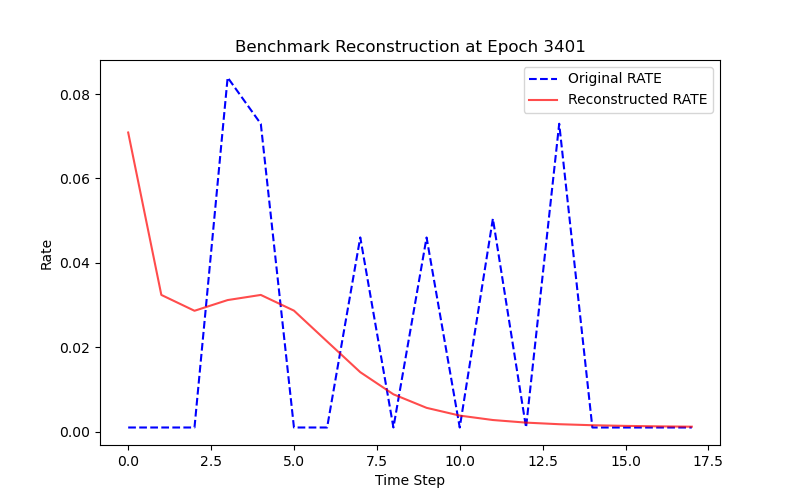 Benchmark Reconstruction at Epoch 3401
Original RATE
Reconstructed RATE
0.08
0.06
0.04
0.02
0.00
Rate
0.0 2.5 5.0 7.5 10.0 12.5 15.0 17.5
Time Step